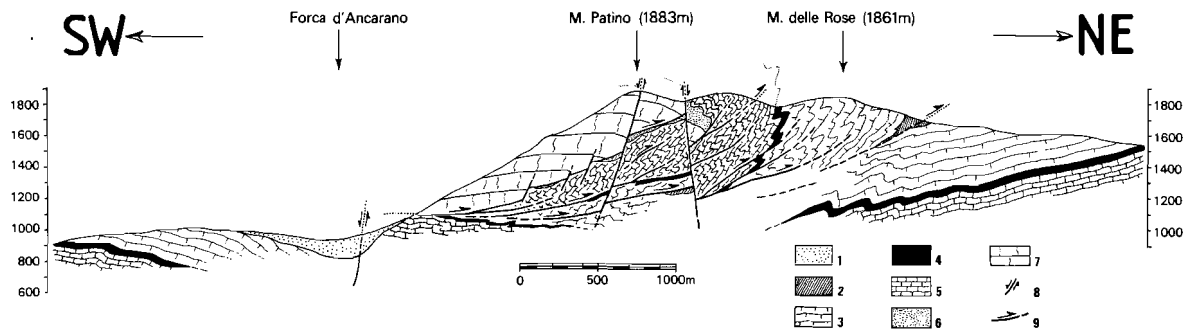 Forca d'Ancarano
M. Patino (1883m)
M. delle Rose (1861m)
SW
NE
1800
1600
1400
1200
1000
800
600
1800
1600
1400
1200
1000
0 500 1000m
1 4 7
2 5 8
3 6 9